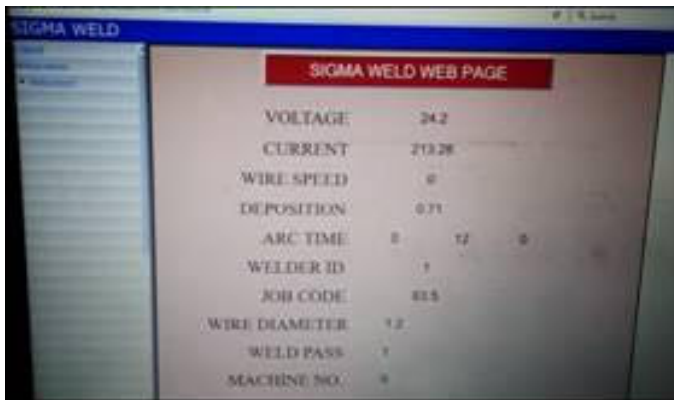 SIGMA WELD
SIGMA WELD WEB PAGE
VOLTAGE 24.2
CURRENT 213.28
WIRE SPEED 0
DEPOSITION 0.71
ARC TIME 0 12 0
WELDER ID 1
JOB CODE
WIRE DIAMETER 1.2
WELD PASS 1
MACHINE NO.